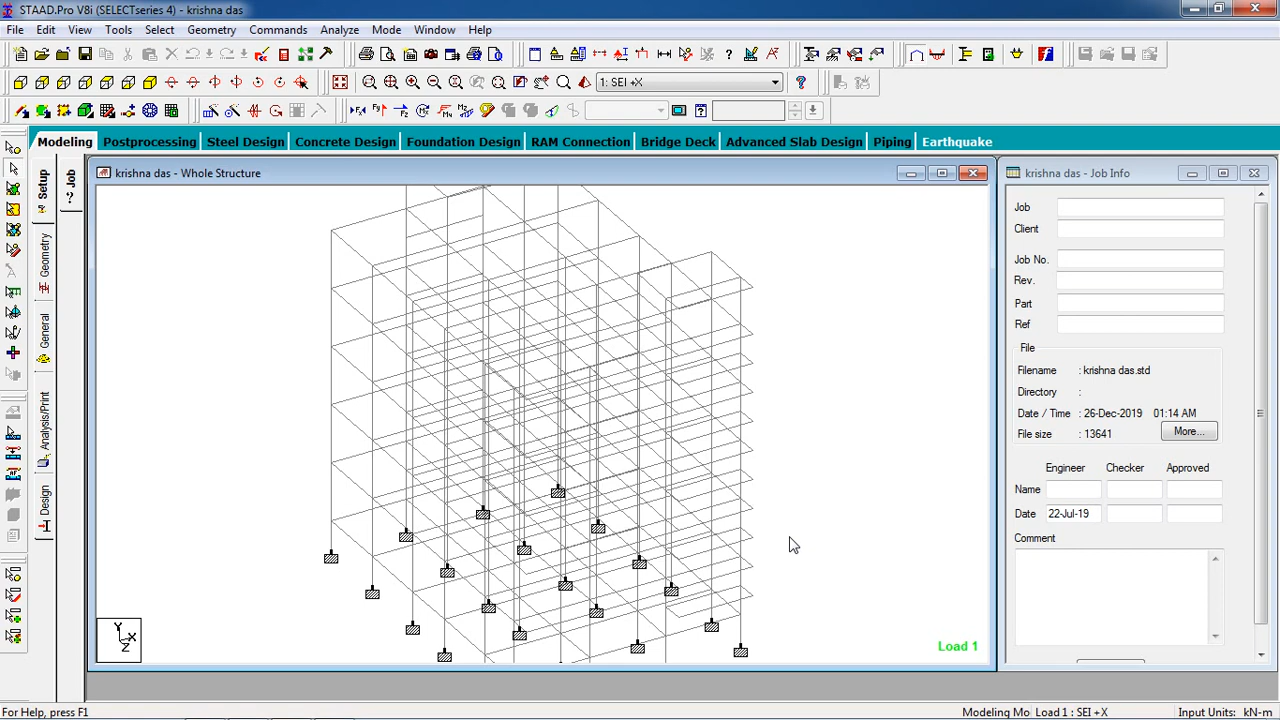 STAAD.Pro V8i (SELECTseries 4) - krishna das
File Edit View Tools Select Geometry Commands Analyze Mode Window Help
1: SEI +X
Modeling Postprocessing Steel Design Concrete Design Foundation Design RAM Connection Bridge Deck Advanced Slab Design Piping Earthquake
Setup
Geometry
General
Analysis/Print
Design
Job
krishna das - Whole Structure
Y
X
Z
Load 1
krishna das - Job Info
Job
Client
Job No.
Rev.
Part
Ref
File
Filename : krishna das.std
Directory :
Date / Time : 26-Dec-2019 01:14 AM
File size : 13641 More...
Engineer Checker Approved
Name
Date 22-Jul-19
Comment
For Help, press F1 Modeling Mo Load 1 : SEI +X Input Units: kN-m